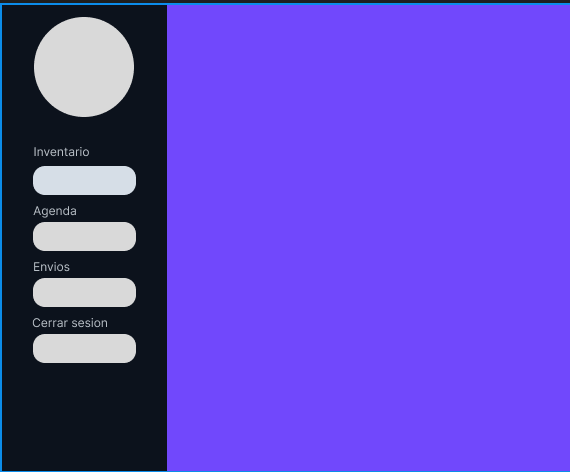 Inventario
Agenda
Envios
Cerrar sesion